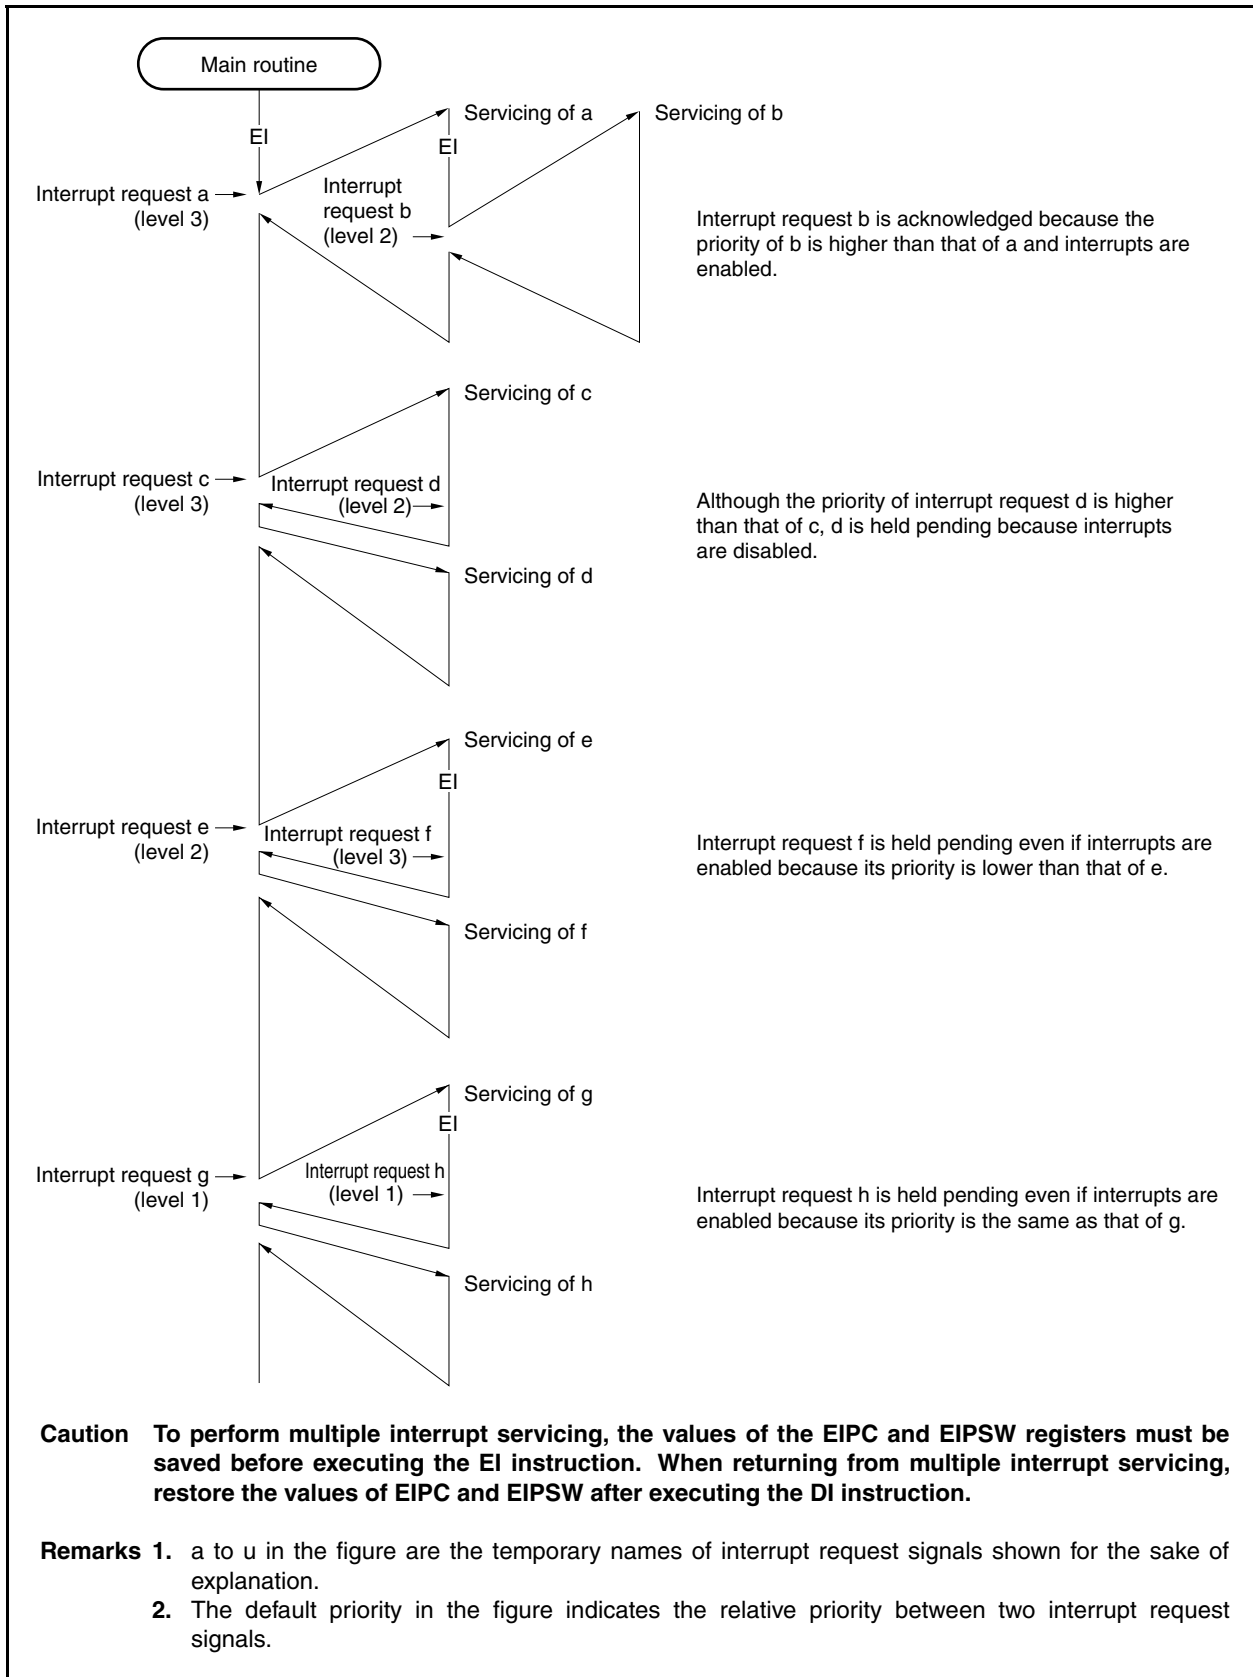 Main routine
EI
Servicing of a
Servicing of b
EI
Interrupt request a
(level 3)
Interrupt
request b
(level 2)
Interrupt request b is acknowledged because the
priority of b is higher than that of a and interrupts are
enabled.
Servicing of c
Interrupt request c
(level 3)
Interrupt request d
(level 2)
Although the priority of interrupt request d is higher
than that of c, d is held pending because interrupts
are disabled.
Servicing of d
Servicing of e
EI
Interrupt request e
(level 2)
Interrupt request f
(level 3)
Interrupt request f is held pending even if interrupts are
enabled because its priority is lower than that of e.
Servicing of f
Servicing of g
EI
Interrupt request g
(level 1)
Interrupt request h
(level 1)
Interrupt request h is held pending even if interrupts are
enabled because its priority is the same as that of g.
Servicing of h
Caution To perform multiple interrupt servicing, the values of the EIPC and EIPSW registers must be
saved before executing the EI instruction. When returning from multiple interrupt servicing,
restore the values of EIPC and EIPSW after executing the DI instruction.
Remarks 1. a to u in the figure are the temporary names of interrupt request signals shown for the sake of
explanation.
2. The default priority in the figure indicates the relative priority between two interrupt request
signals.